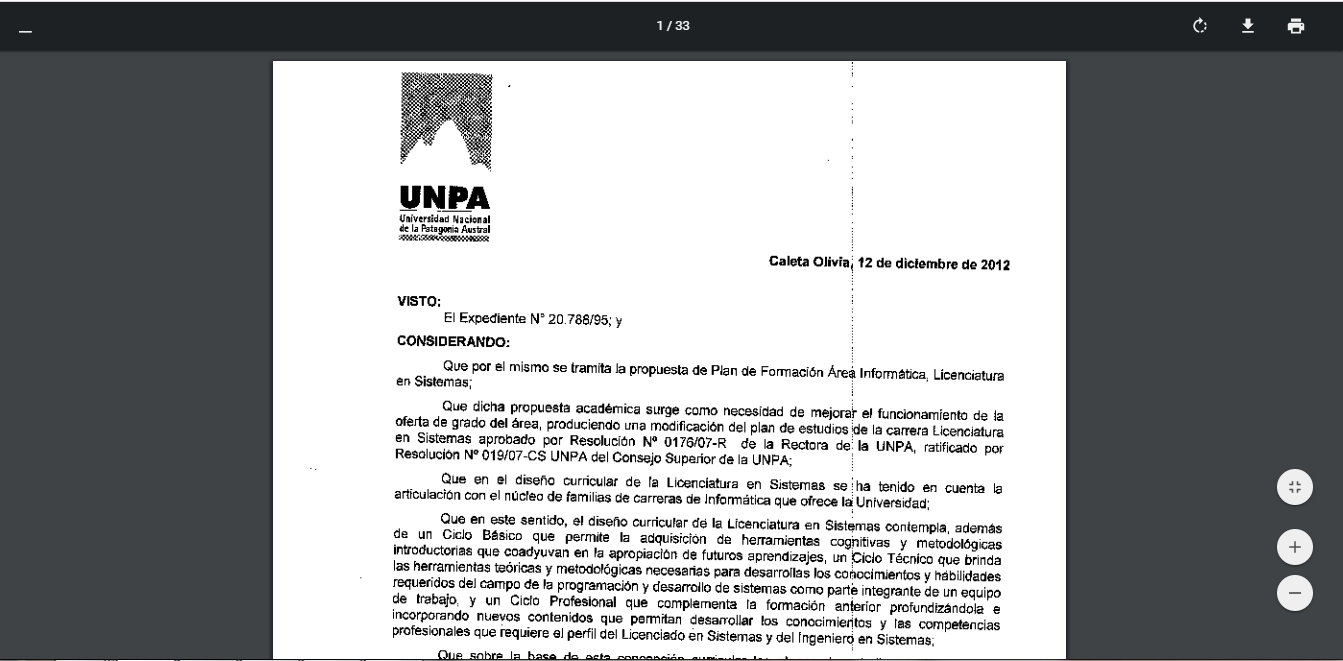 1 / 33
UNPA
Universidad Nacional
de la Patagonia Austral
Caleta Olivia, 12 de diciembre de 2012
VISTO:
El Expediente N° 20.788/95; y
CONSIDERANDO:
Que por el mismo se tramita la propuesta de Plan de Formación Área Informática, Licenciatura
en Sistemas;
Que dicha propuesta académica surge como necesidad de mejorar el funcionamiento de la
oferta de grado del área, produciendo una modificación del plan de estudios de la carrera Licenciatura
en Sistemas aprobado por Resolución Nº 0176/07-R de la Rectora de la UNPA, ratificado por
Resolución Nº 019/07-CS UNPA del Consejo Superior de la UNPA;
Que en el diseño curricular de la Licenciatura en Sistemas se ha tenido en cuenta la
articulación con el núcleo de familias de carreras de Informática que ofrece la Universidad;
Que en este sentido, el diseño curricular de la Licenciatura en Sistemas contempla, además
de un Ciclo Básico que permite la adquisición de herramientas cognitivas y metodológicas
introductorias que coadyuvan en la apropiación de futuros aprendizajes, un Ciclo Técnico que brinda
las herramientas teóricas y metodológicas necesarias para desarrollas los conocimientos y habilidades
requeridos del campo de la programación y desarrollo de sistemas como parte integrante de un equipo
de trabajo, y un Ciclo Profesional que complementa la formación anterior profundizándola e
incorporando nuevos contenidos que permitan desarrollar los conocimientos y las competencias
profesionales que requiere el perfil del Licenciado en Sistemas y del Ingeniero en Sistemas;
Que sobre la base de esta concepción curricular